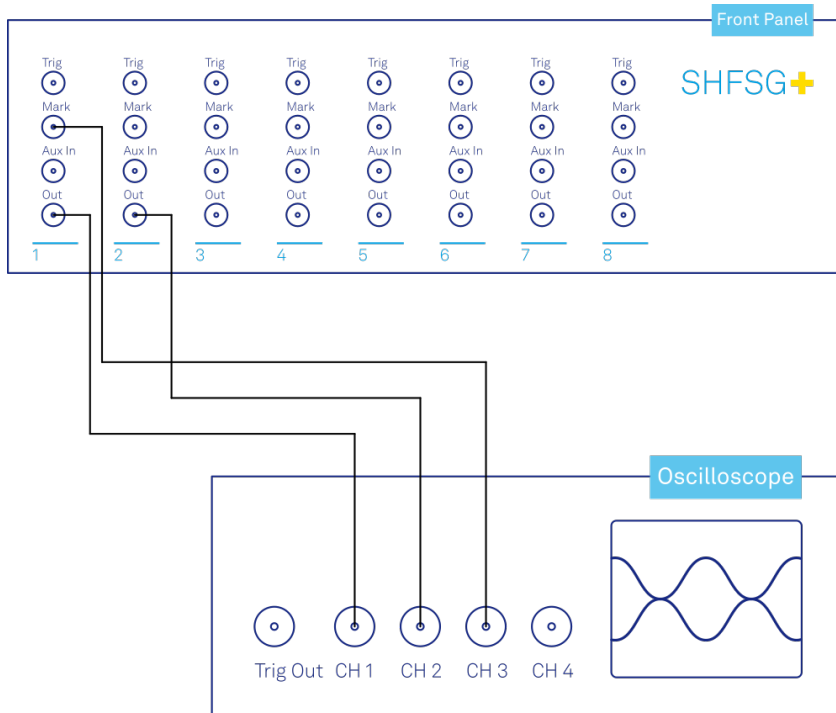 Front Panel
SHFSG+
Trig Trig Trig Trig Trig Trig Trig Trig
Mark Mark Mark Mark Mark Mark Mark Mark
Aux In Aux In Aux In Aux In Aux In Aux In Aux In Aux In
Out Out Out Out Out Out Out Out
1 2 3 4 5 6 7 8
Oscilloscope
Trig Out CH 1 CH 2 CH 3 CH 4